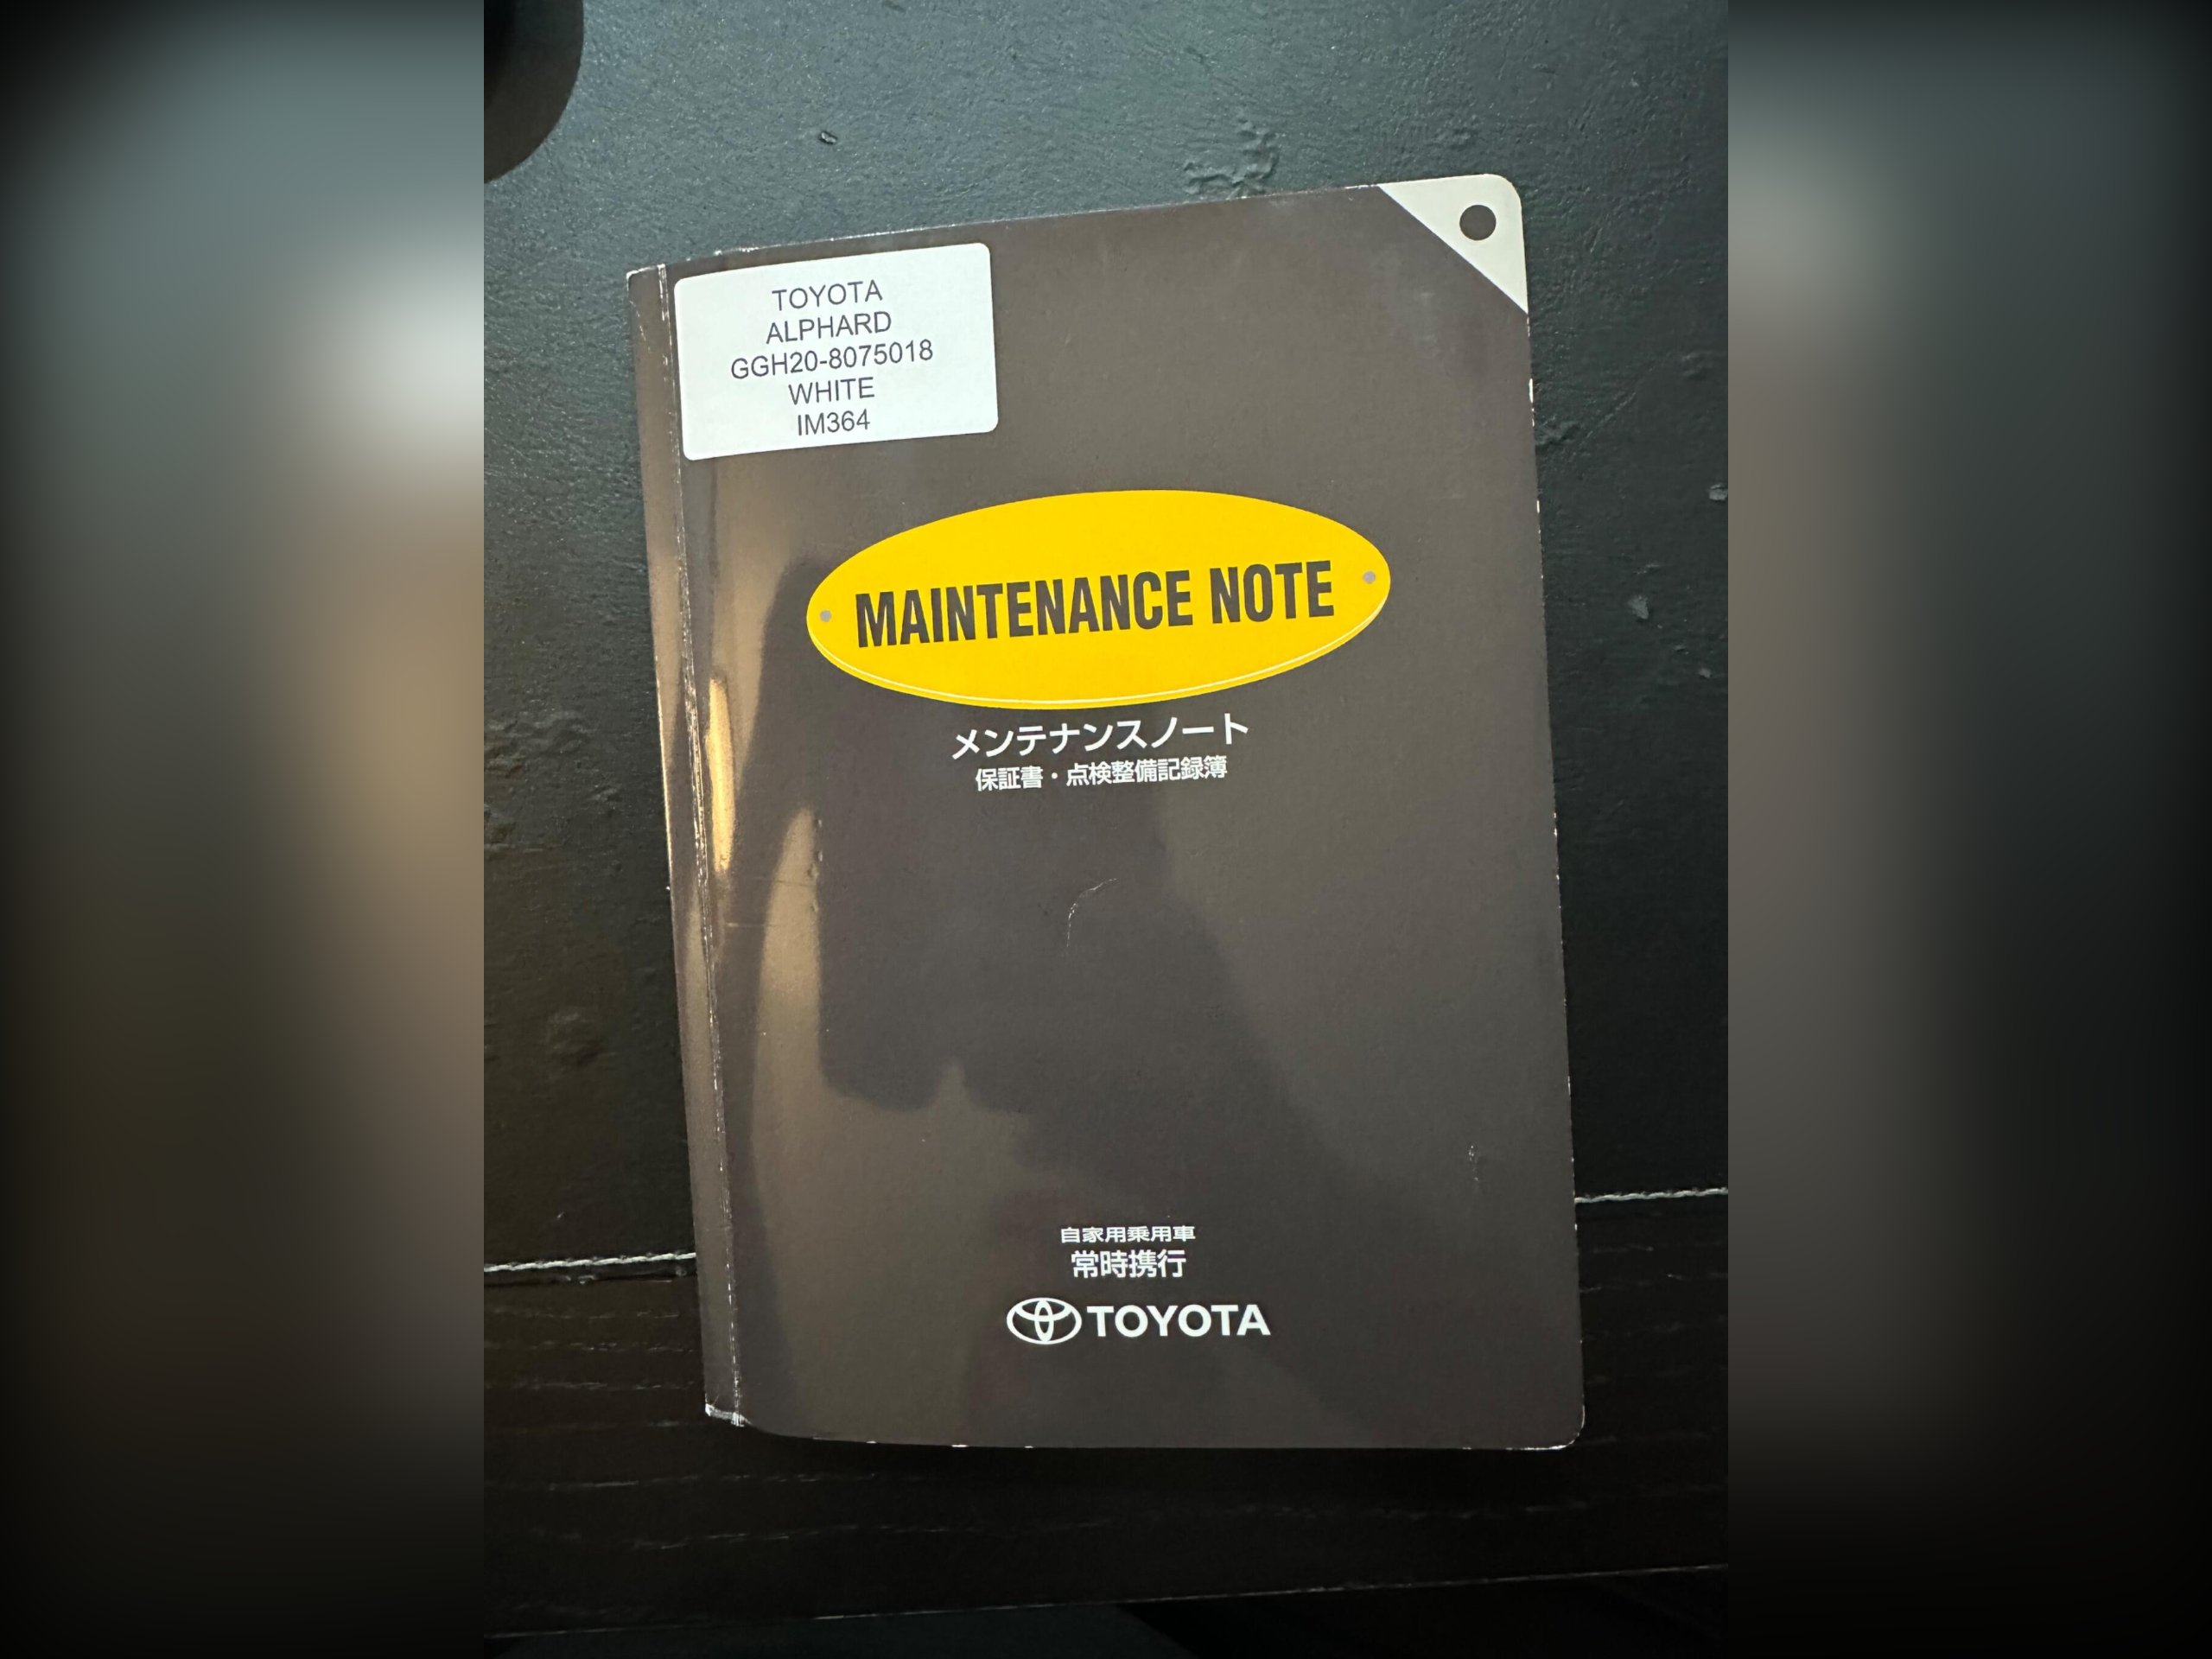 TOYOTA
ALPHARD
GGH20-8075018
WHITE
IM364
MAINTENANCE NOTE
メンテナンスノート
保証書・点検整備記録簿
自家用乗用車
常時携行
TOYOTA